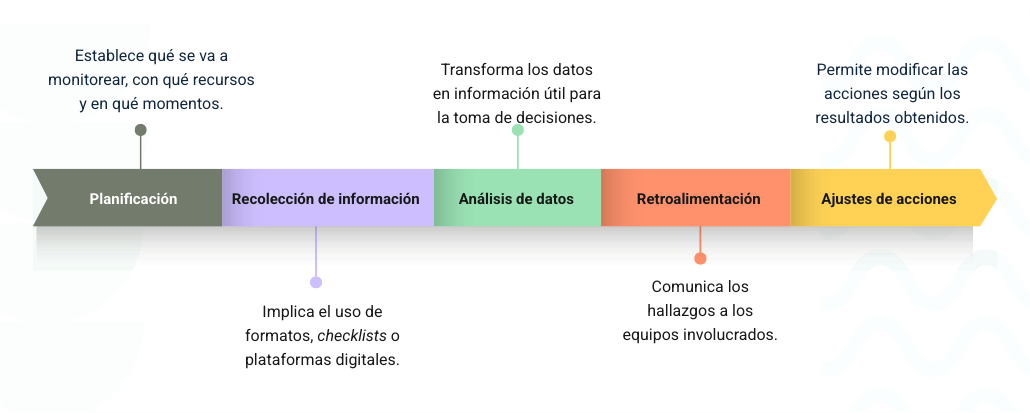 Establece qué se va a
monitorear, con qué recursos
y en qué momentos.
Transforma los datos
en información útil para
la toma de decisiones.
Permite modificar las
acciones según los
resultados obtenidos.
Planificación
Recolección de información
Análisis de datos
Retroalimentación
Ajustes de acciones
Implica el uso de
formatos, checklists o
plataformas digitales.
Comunica los
hallazgos a los
equipos involucrados.